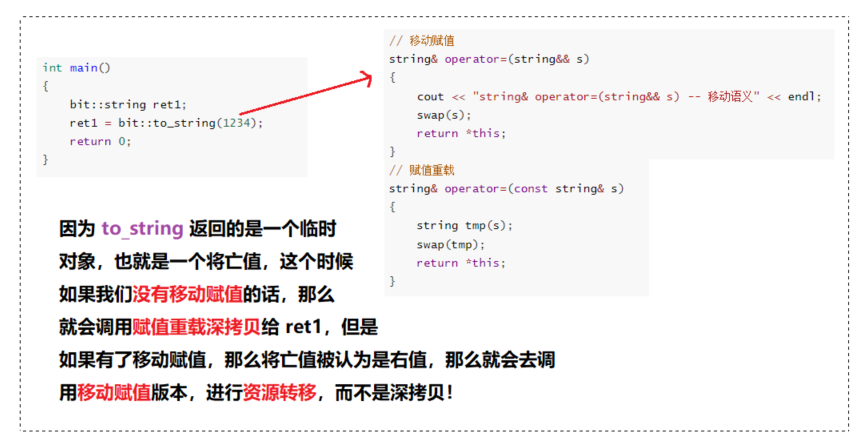 int main()
{
    bit::string ret1;
    ret1 = bit::to_string(1234);
    return 0;
}
// 移动赋值
string& operator=(string&& s)
{
    cout << "string& operator=(string&& s) -- 移动语义" << endl;
    swap(s);
    return *this;
}
// 赋值重载
string& operator=(const string& s)
{
    string tmp(s);
    swap(tmp);
    return *this;
}
因为 to_string 返回的是一个临时
对象，也就是一个将亡值，这个时候
如果我们没有移动赋值的话，那么
就会调用赋值重载深拷贝给 ret1，但是
如果有了移动赋值，那么将亡值被认为是右值，那么就会去调
用移动赋值版本，进行资源转移，而不是深拷贝！